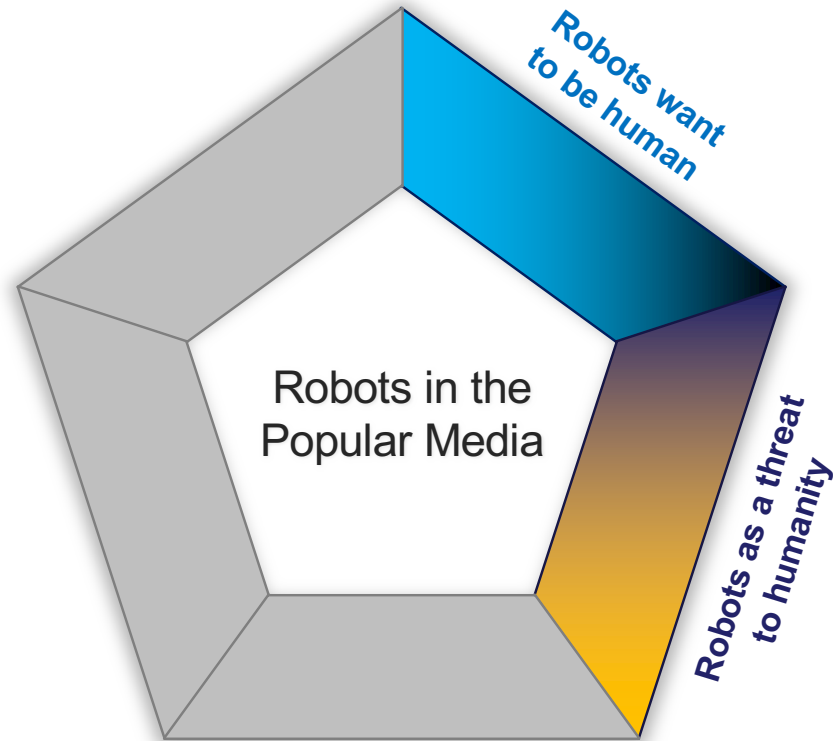 Robots want
to be human
Robots in the
Popular Media
Robots as a threat
to humanity